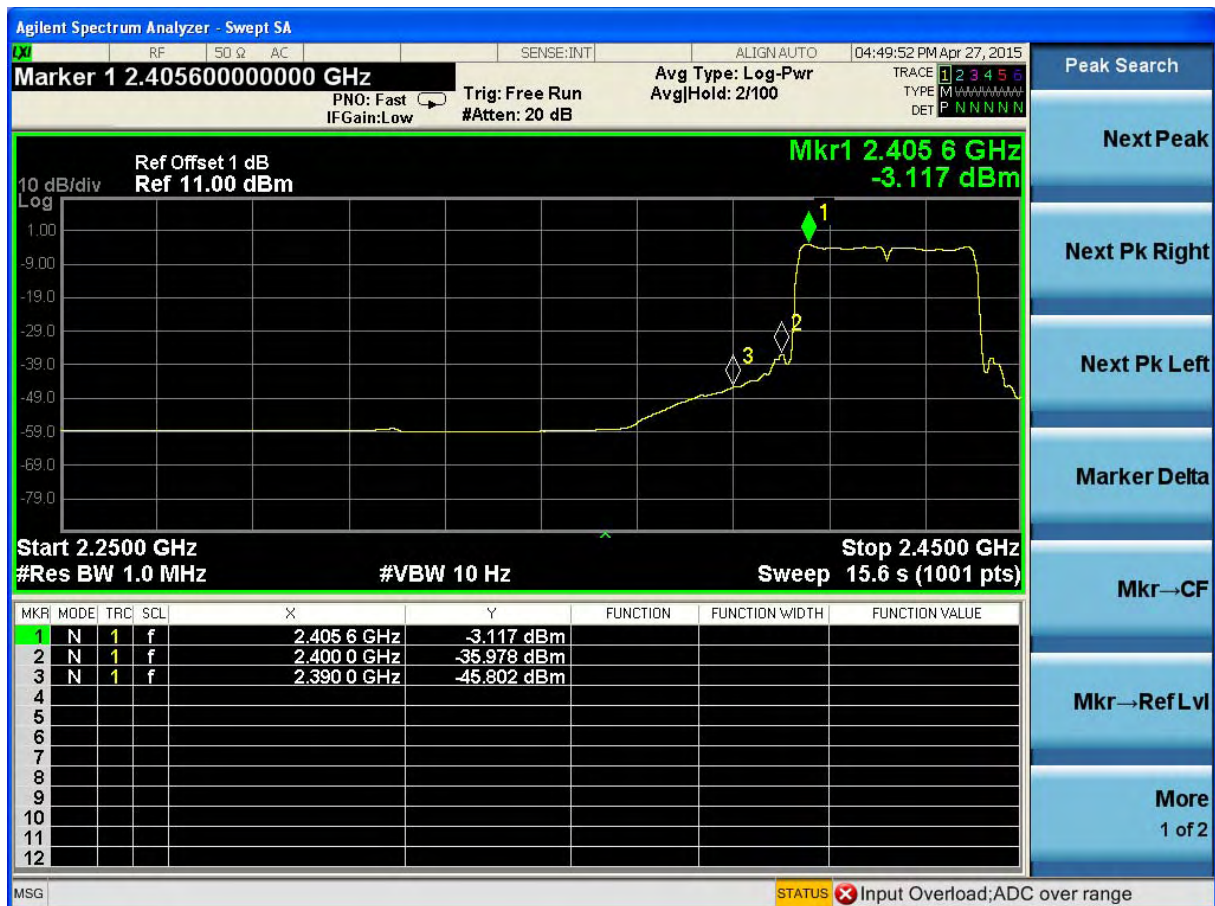 Agilent Spectrum Analyzer - Swept SA
LXI RF 50 Ω AC SENSE:INT ALIGN AUTO 04:49:52 PM Apr 27, 2015
Marker 1 2.405600000000 GHz
PNO: Fast
IFGain:Low
Trig: Free Run
#Atten: 20 dB
Avg Type: Log-Pwr
Avg|Hold: 2/100
TRACE 1 2 3 4 5 6
TYPE M
DET P N N N N N
Peak Search
Next Peak
Next Pk Right
Next Pk Left
Marker Delta
Mkr→CF
Mkr→Ref Lvl
More
1 of 2
Ref Offset 1 dB
10 dB/div Ref 11.00 dBm
Log
Mkr1 2.405 6 GHz
-3.117 dBm
1.00
-9.00
-19.0
-29.0
-39.0
-49.0
-59.0
-69.0
-79.0
1
2
3
Start 2.2500 GHz Stop 2.4500 GHz
#Res BW 1.0 MHz #VBW 10 Hz Sweep 15.6 s (1001 pts)
MKR MODE TRC SCL X Y FUNCTION FUNCTION WIDTH FUNCTION VALUE
1 N 1 f 2.405 6 GHz -3.117 dBm
2 N 1 f 2.400 0 GHz -35.978 dBm
3 N 1 f 2.390 0 GHz -45.802 dBm
4
5
6
7
8
9
10
11
12
MSG STATUS Input Overload;ADC over range